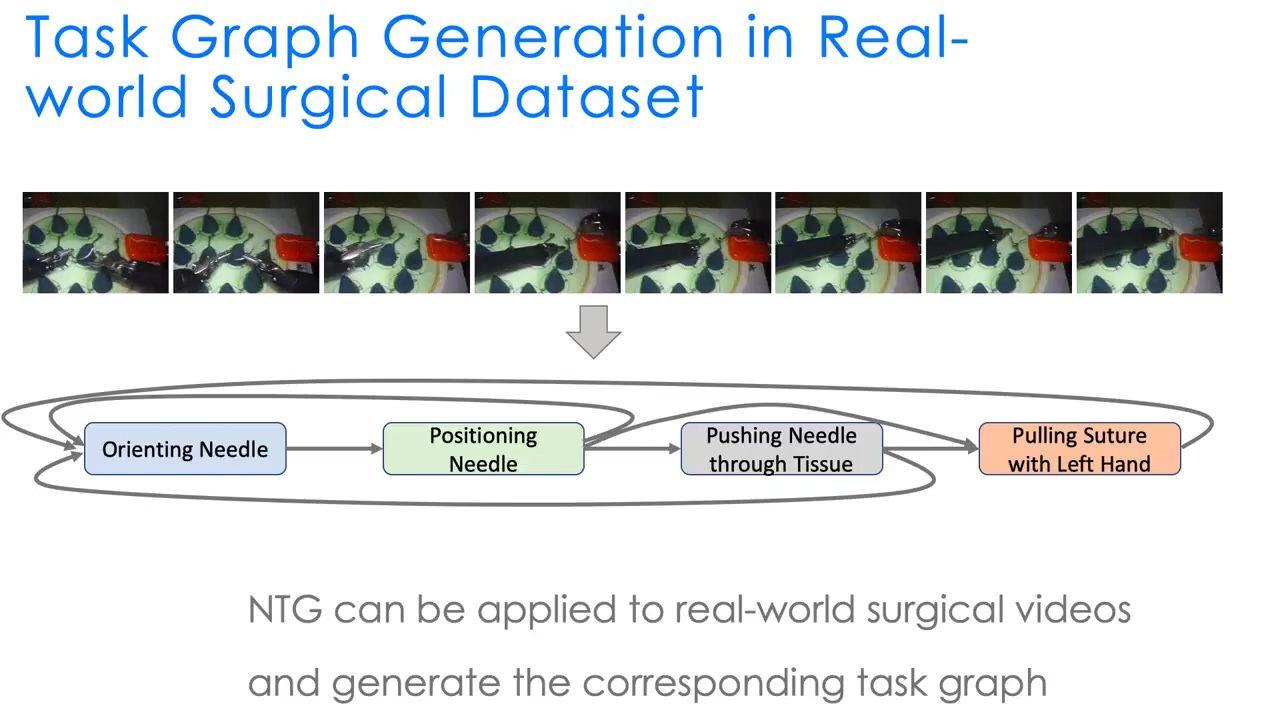 Task Graph Generation in Real-
world Surgical Dataset
Orienting Needle
Positioning
Needle
Pushing Needle
through Tissue
Pulling Suture
with Left Hand
NTG can be applied to real-world surgical videos
and generate the corresponding task graph